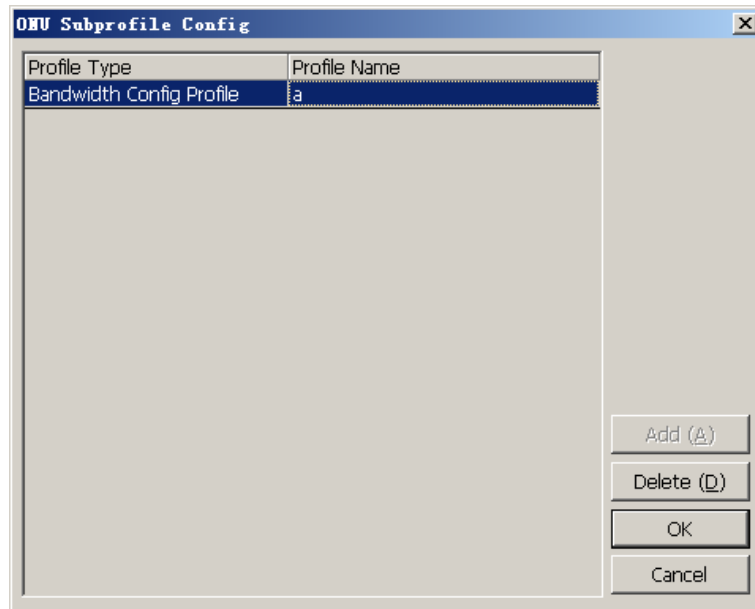 ONU Subprofile Config
Profile Type Profile Name
Bandwidth Config Profile a
Add (A)
Delete (D)
OK
Cancel